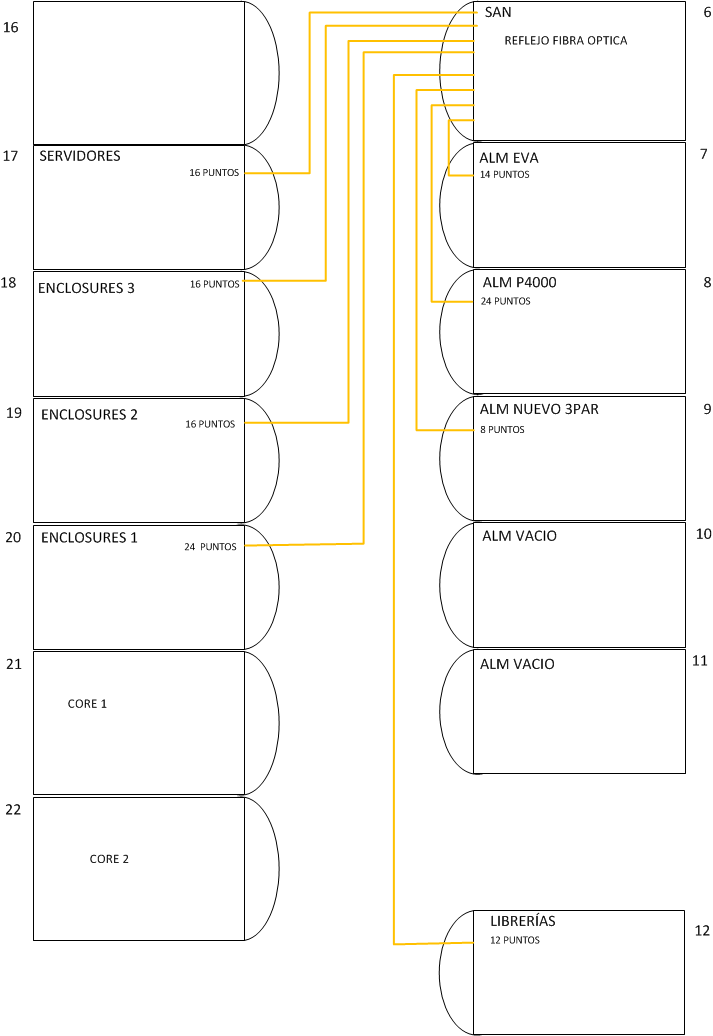 16
17
SERVIDORES
16 PUNTOS
18
ENCLOSURES 3
16 PUNTOS
19
ENCLOSURES 2
16 PUNTOS
20
ENCLOSURES 1
24 PUNTOS
21
CORE 1
22
CORE 2
SAN
6
REFLEJO FIBRA OPTICA
ALM EVA
7
14 PUNTOS
ALM P4000
8
24 PUNTOS
ALM NUEVO 3PAR
9
8 PUNTOS
ALM VACIO
10
ALM VACIO
11
LIBRERÍAS
12
12 PUNTOS